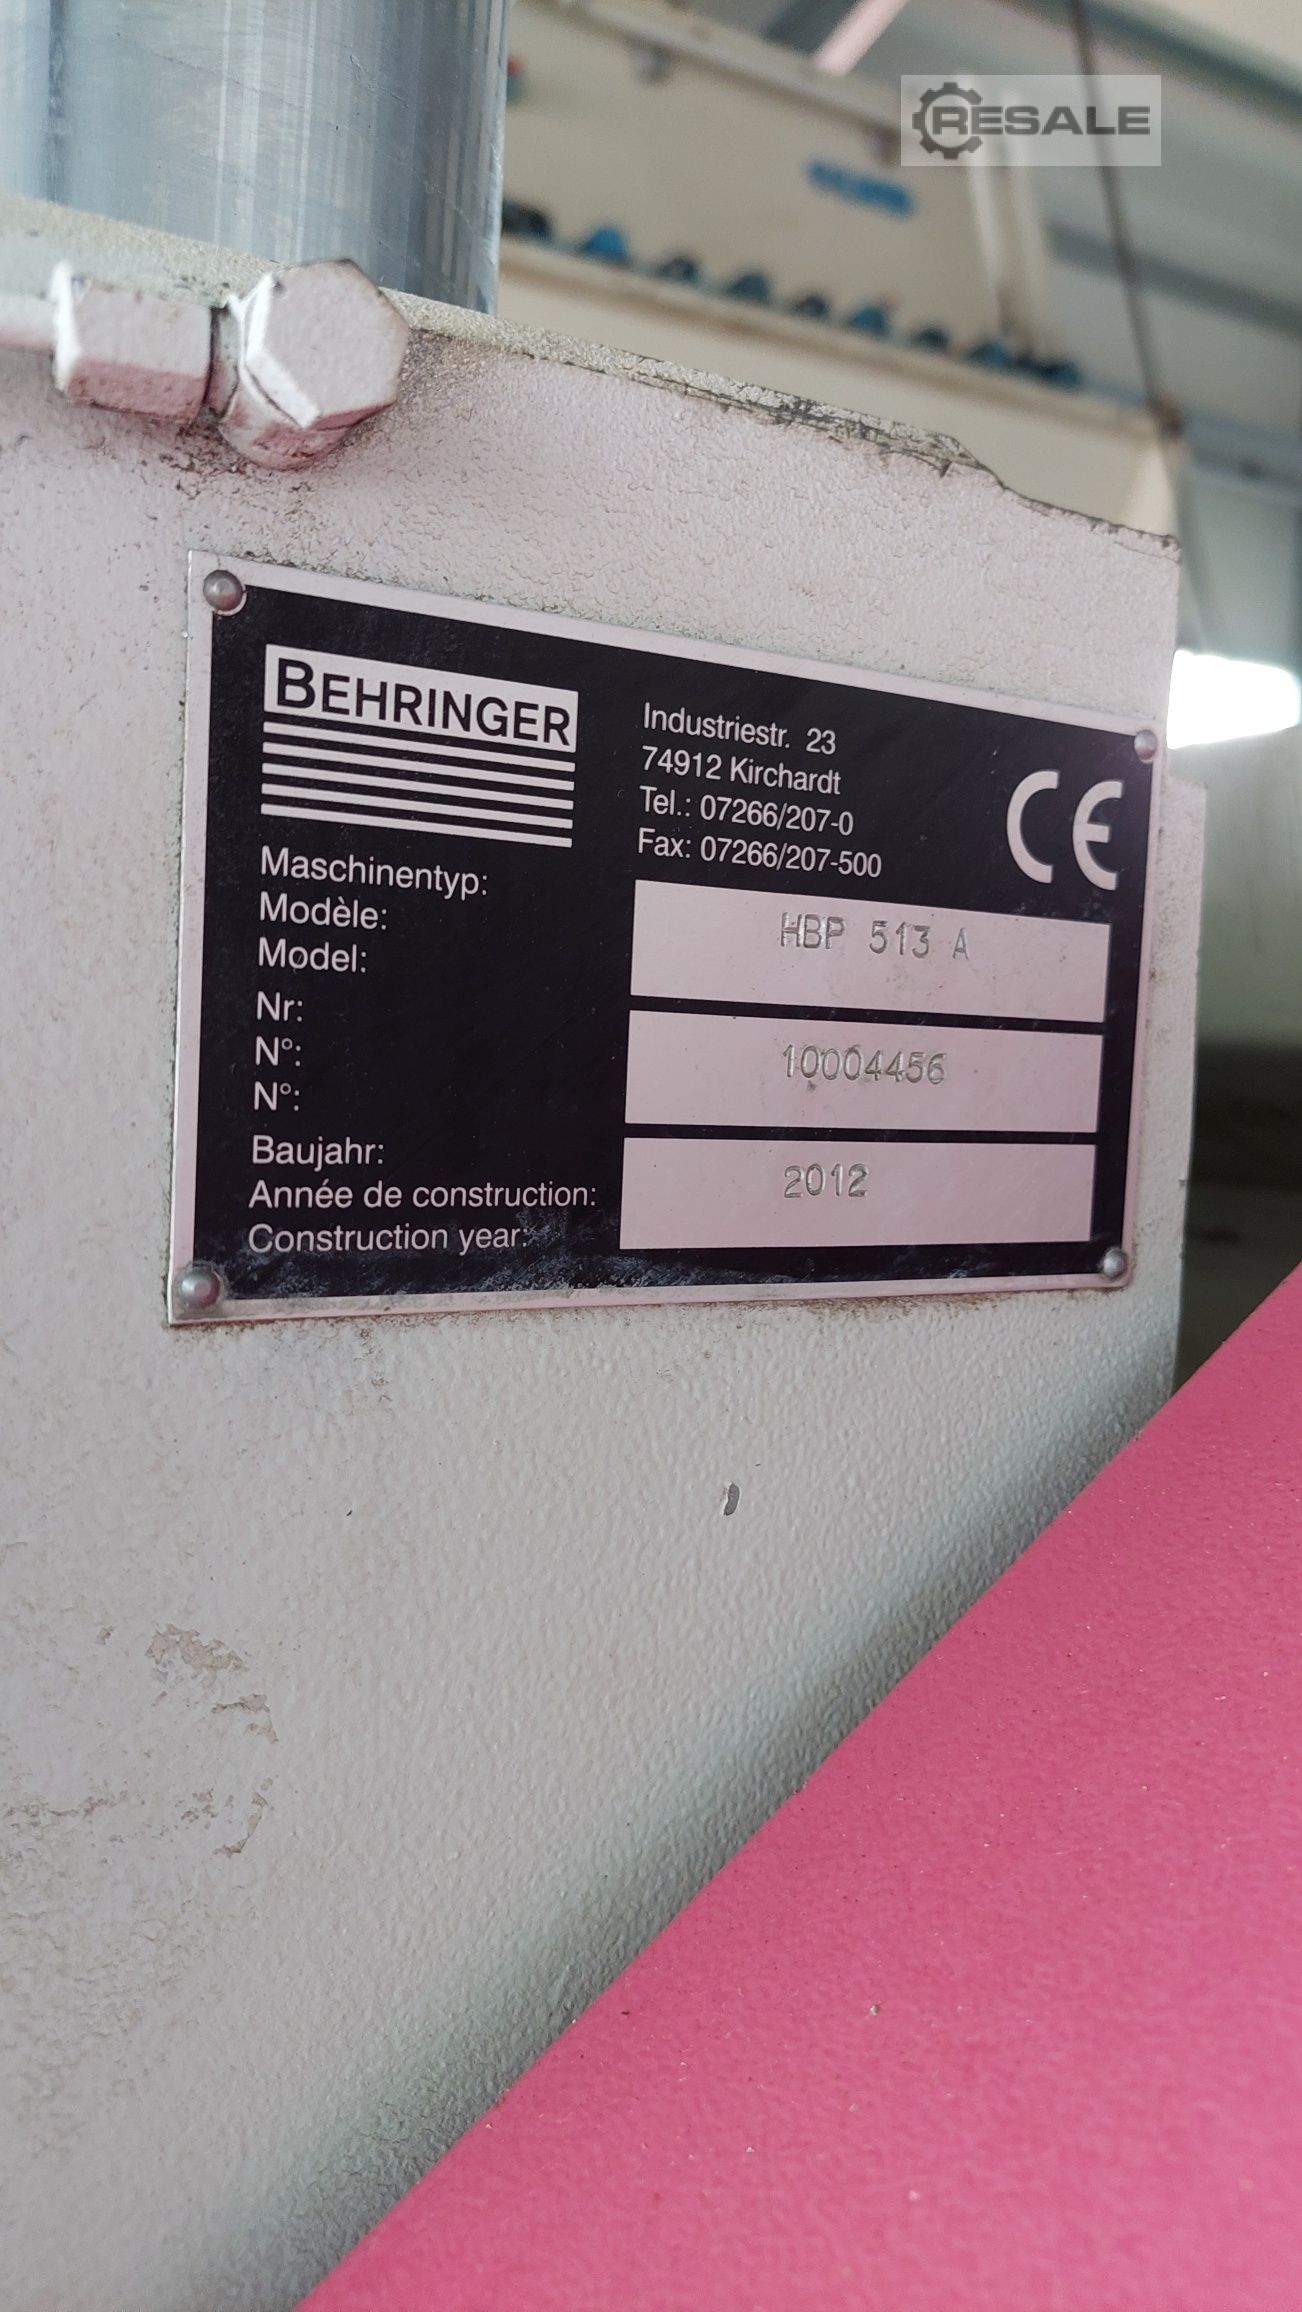 RESALE
BEHRINGER
Industriestr. 23
74912 Kirchardt
Tel.: 07266/207-0
Fax: 07266/207-500
CE
Maschinentyp:
Modèle:
Model:
HBP 513 A
Nr:
N°:
N°:
10004456
Baujahr:
Année de construction:
Construction year:
2012